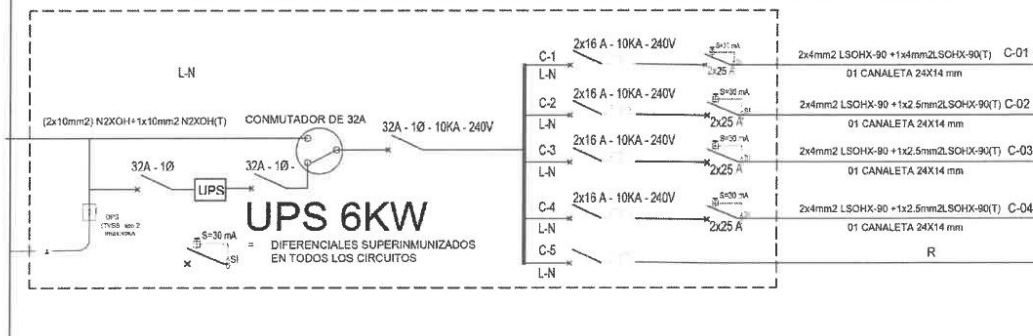 L-N
(2x10mm2) N2XOH+1x10mm2 N2XOH(T)
CONMUTADOR DE 32A
32A - 1Ø - 10KA - 240V
32A - 1Ø
UPS
32A - 1Ø -
UPS 6KW
S=30 mA
SI
= DIFERENCIALES SUPERINMUNIZADOS
EN TODOS LOS CIRCUITOS
C-1
L-N
2x16 A - 10KA - 240V
S=30 mA
2x25 A
2x4mm2 LSOHX-90 +1x4mm2LSOHX-90(T) C-01
01 CANALETA 24X14 mm
C-2
L-N
2x16 A - 10KA - 240V
S=30 mA
SI
2x25 A
2x4mm2 LSOHX-90 +1x2.5mm2LSOHX-90(T) C-02
01 CANALETA 24X14 mm
C-3
L-N
2x16 A - 10KA - 240V
S=30 mA
2x25 A
2x4mm2 LSOHX-90 +1x2.5mm2LSOHX-90(T) C-03
01 CANALETA 24X14 mm
C-4
L-N
2x16 A - 10KA - 240V
S=30 mA
2x25 A
2x4mm2 LSOHX-90 +1x2.5mm2LSOHX-90(T) C-04
01 CANALETA 24X14 mm
C-5
L-N
R